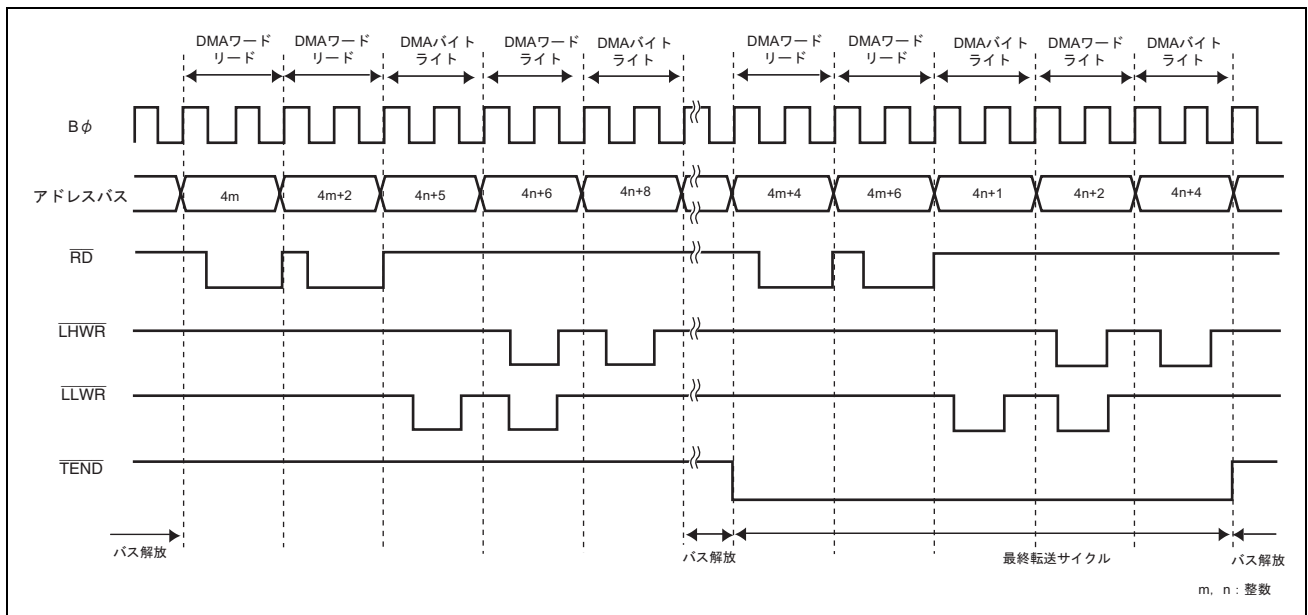 DMAワード
リード
DMAワード
リード
DMAバイト
ライト
DMAワード
ライト
DMAバイト
ライト
DMAワード
リード
DMAワード
リード
DMAバイト
ライト
DMAワード
ライト
DMAバイト
ライト
Bφ
アドレスバス
4m
4m+2
4n+5
4n+6
4n+8
4m+4
4m+6
4n+1
4n+2
4n+4
RD
LHWR
LLWR
TEND
バス解放
バス解放
最終転送サイクル
バス解放
m, n:整数